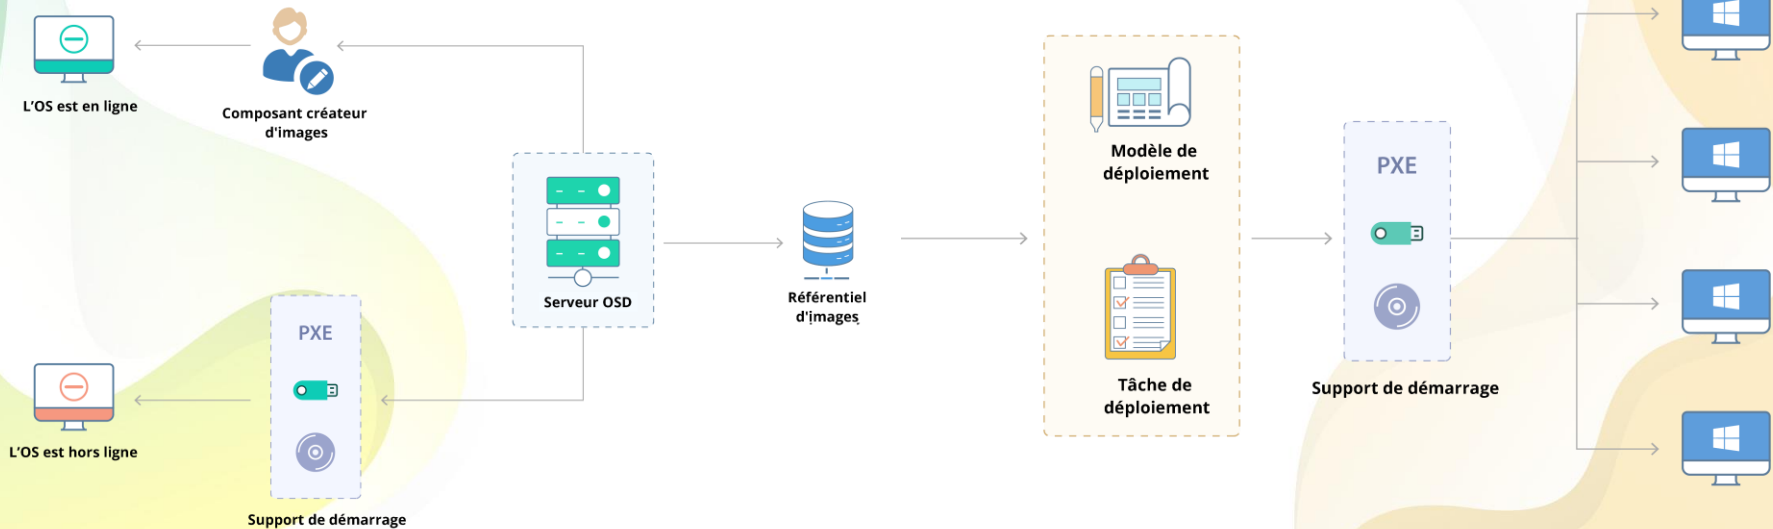 L'OS est en ligne
Composant créateur
d'images
Serveur OSD
PXE
Support de démarrage
L'OS est hors ligne
Référentiel
d'images
Modèle de
déploiement
Tâche de
déploiement
PXE
Support de démarrage